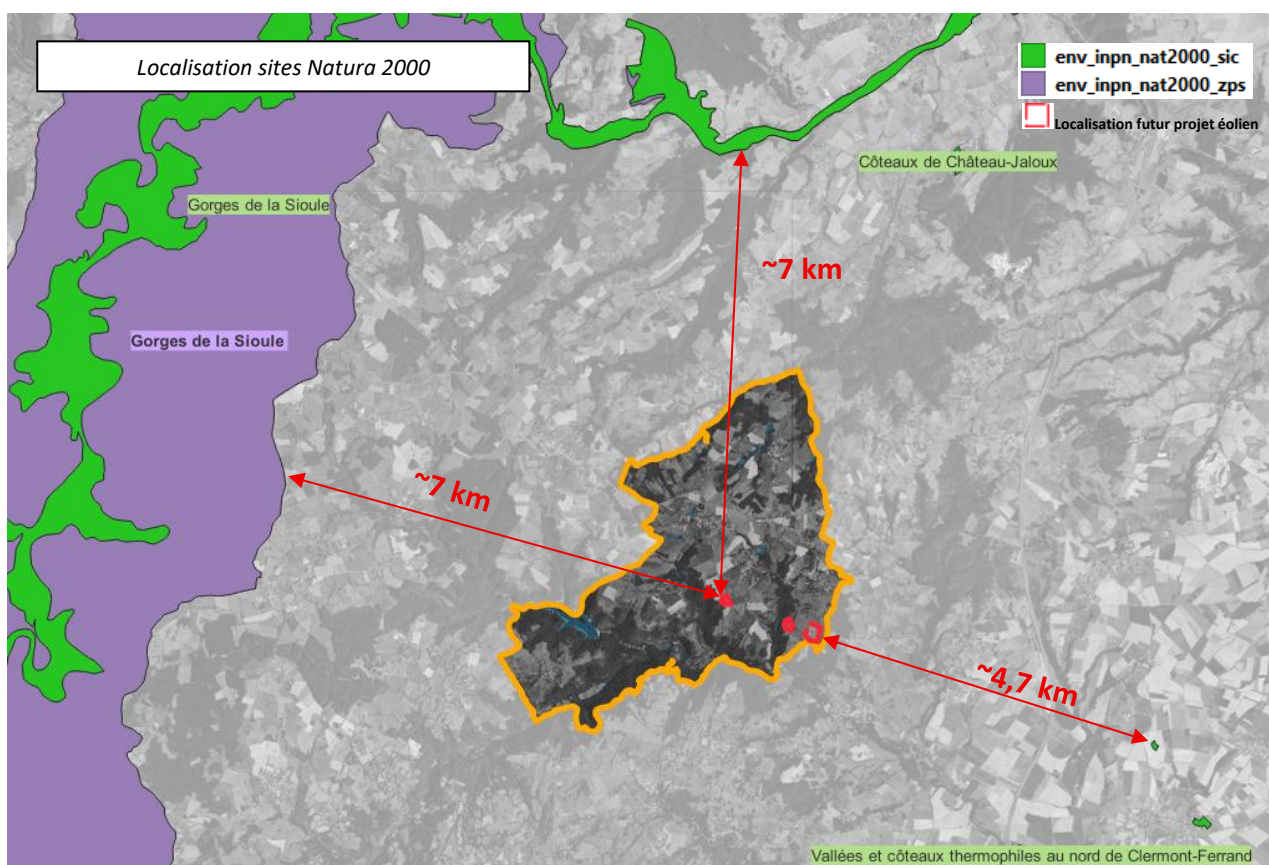 Localisation sites Natura 2000
env_inpn_nat2000_sic
env_inpn_nat2000_zps
Localisation futur projet éolien
Côteaux de Château-Jaloux
Gorges de la Sioule
~7 km
Gorges de la Sioule
~7 km
~4,7 km
Vallées et côteaux thermophiles au nord de Clermont-Ferrand